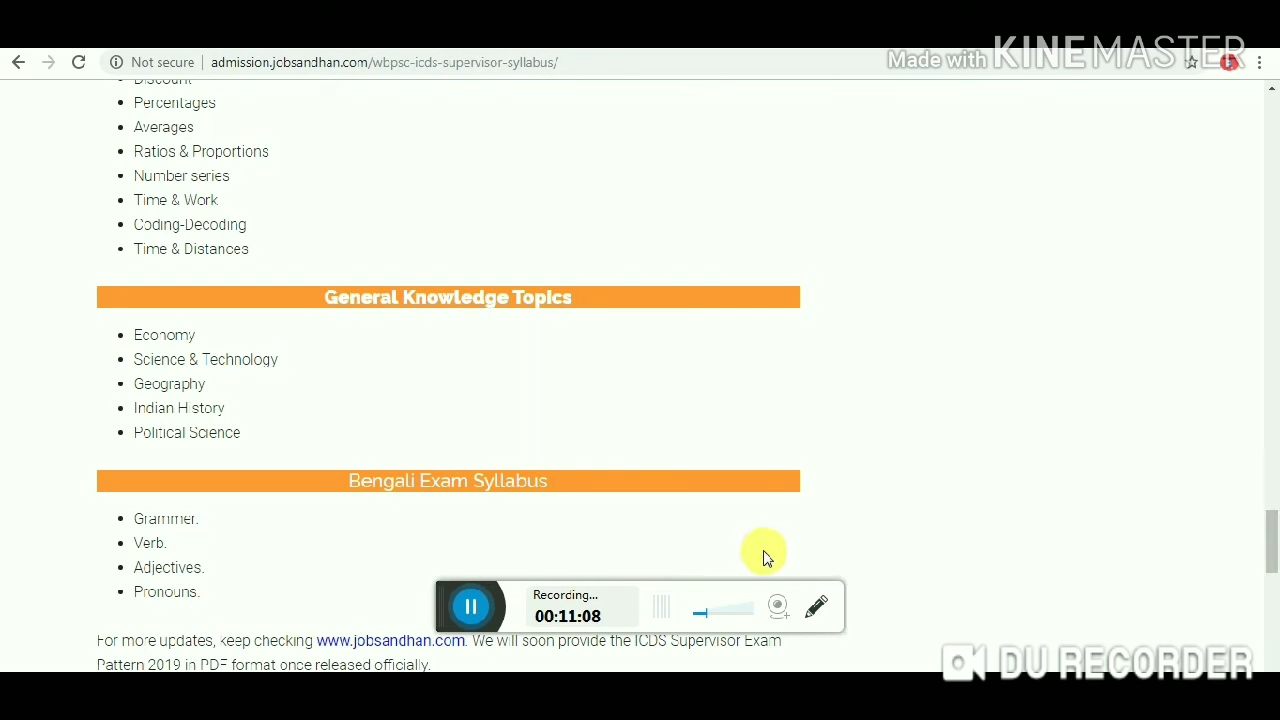 Made with KINEMASTER
Not secure | admission.jobsandhan.com/wbpsc-icds-supervisor-syllabus/
Discount
Percentages
Averages
Ratios & Proportions
Number series
Time & Work
Coding-Decoding
Time & Distances
General Knowledge Topics
Economy
Science & Technology
Geography
Indian History
Political Science
Bengali Exam Syllabus
Grammer.
Verb.
Adjectives.
Pronouns.
Recording...
00:11:08
For more updates, keep checking www.jobsandhan.com. We will soon provide the ICDS Supervisor Exam
Pattern 2019 in PDF format once released officially.
DU RECORDER